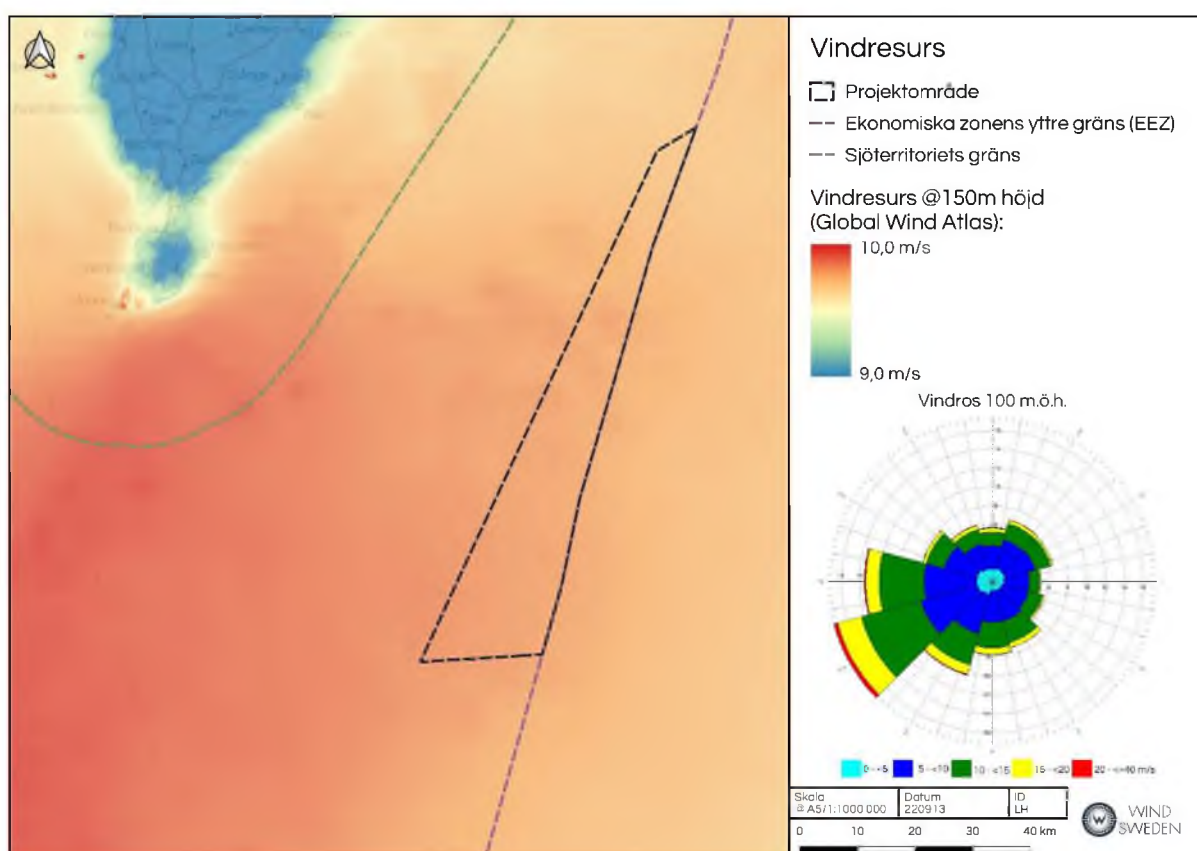 Vindresurs
Projektområde
Ekonomiska zonens yttre gräns (EEZ)
Sjöterritoriets gräns
Vindresurs @150m höjd
(Global Wind Atlas):
10,0 m/s
9,0 m/s
Vindros 100 m.ö.h.
0 - <5 5 - <10 10 - <15 15 - <20 20 - <=40 m/s
Skala Datum ID
@ A5/1:1000 000 220913 LH
0 10 20 30 40 km
W WIND
SWEDEN